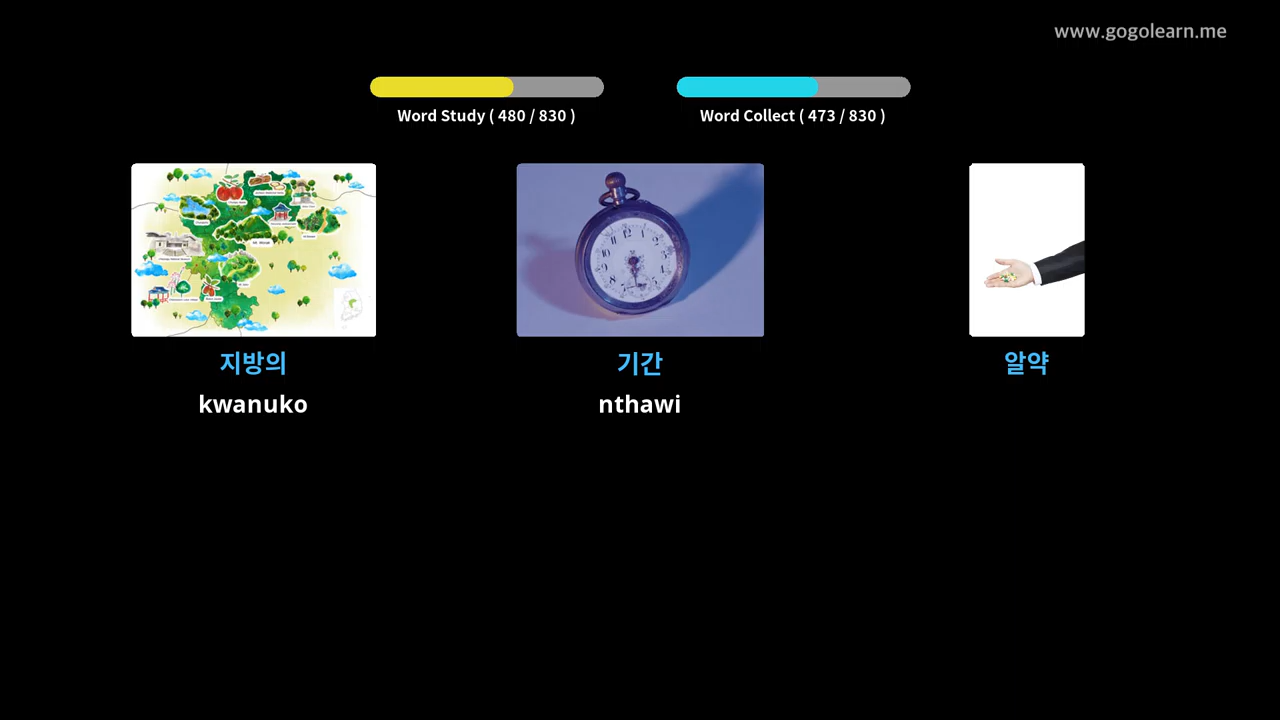 www.gogolearn.me
Word Study ( 480 / 830 )
Word Collect ( 473 / 830 )
지방의
기간
알약
kwanuko
nthawi